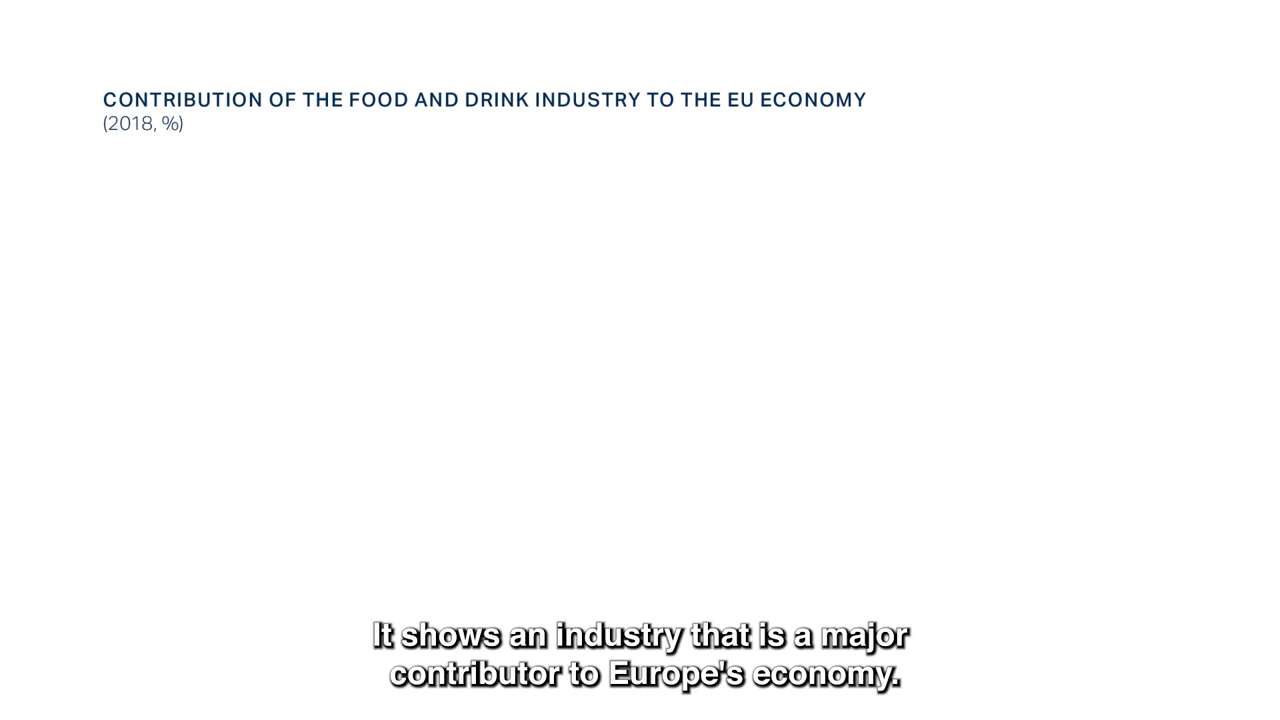 CONTRIBUTION OF THE FOOD AND DRINK INDUSTRY TO THE EU ECONOMY
(2018, %)
It shows an industry that is a major
contributor to Europe's economy.